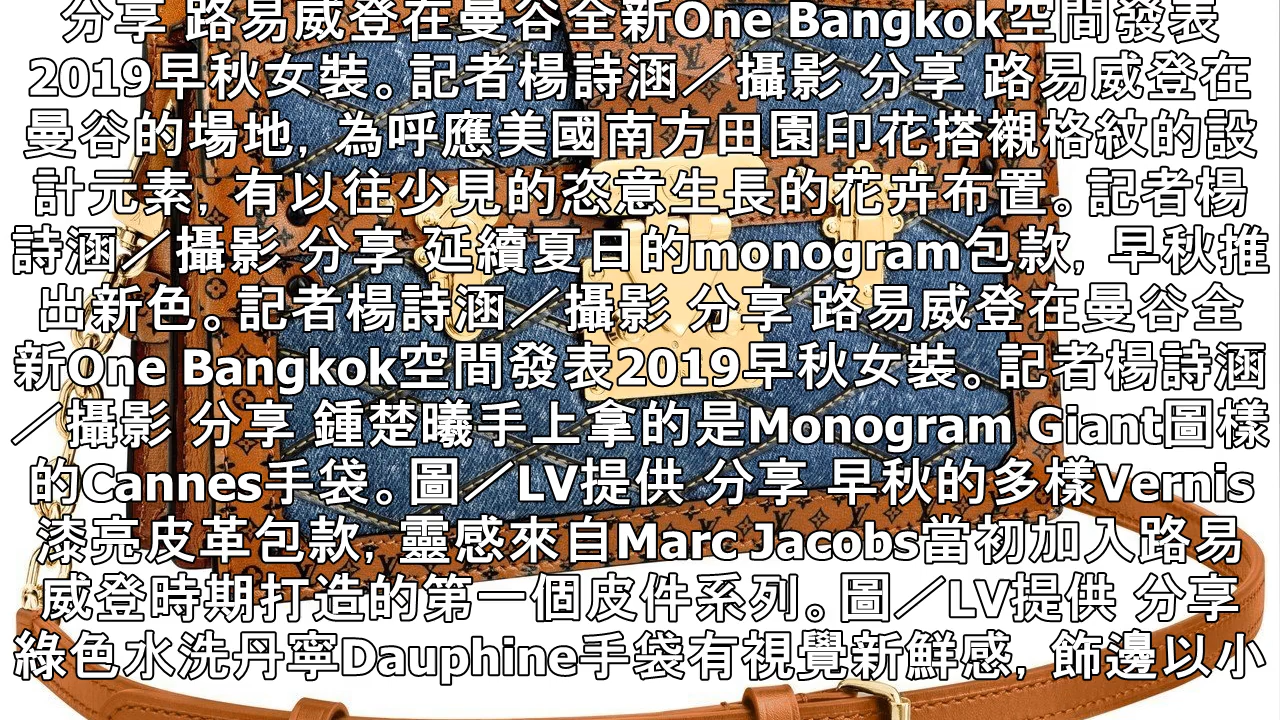 分享 路易威登在曼谷全新One Bangkok空間發表
2019早秋女裝。記者楊詩涵／攝影 分享 路易威登在
曼谷的場地，為呼應美國南方田園印花搭襯格紋的設
計元素，有以往少見的恣意生長的花卉布置。記者楊
詩涵／攝影 分享 延續夏日的monogram包款，早秋推
出新色。記者楊詩涵／攝影 分享 路易威登在曼谷全
新One Bangkok空間發表2019早秋女裝。記者楊詩涵
／攝影 分享 鍾楚曦手上拿的是Monogram Giant圖樣
的Cannes手袋。圖／LV提供 分享 早秋的多樣Vernis
漆亮皮革包款，靈感來自Marc Jacobs當初加入路易
威登時期打造的第一個皮件系列。圖／LV提供 分享
綠色水洗丹寧Dauphine手袋有視覺新鮮感，飾邊以小